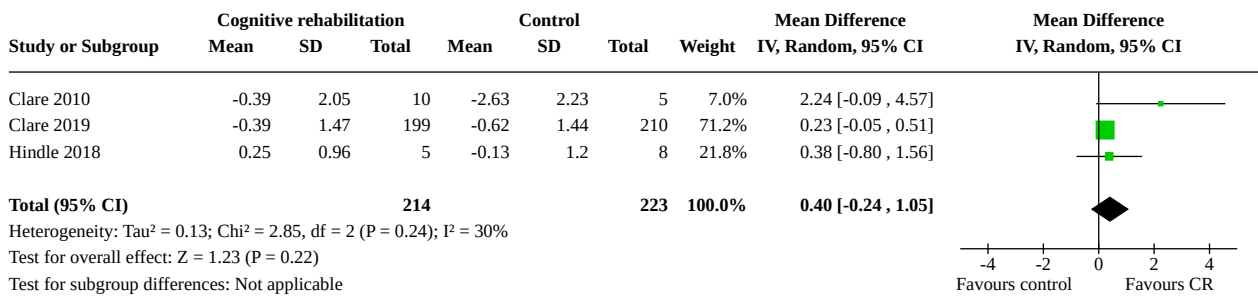 Cognitive rehabilitation Control Mean Difference Mean Difference
Study or Subgroup Mean SD Total Mean SD Total Weight IV, Random, 95% CI IV, Random, 95% CI
Clare 2010 -0.39 2.05 10 -2.63 2.23 5 7.0% 2.24 [-0.09 , 4.57]
Clare 2019 -0.39 1.47 199 -0.62 1.44 210 71.2% 0.23 [-0.05 , 0.51]
Hindle 2018 0.25 0.96 5 -0.13 1.2 8 21.8% 0.38 [-0.80 , 1.56]
Total (95% CI) 214 223 100.0% 0.40 [-0.24 , 1.05]
Heterogeneity: Tau² = 0.13; Chi² = 2.85, df = 2 (P = 0.24); I² = 30%
Test for overall effect: Z = 1.23 (P = 0.22)
-4 -2 0 2 4
Test for subgroup differences: Not applicable
Favours control Favours CR